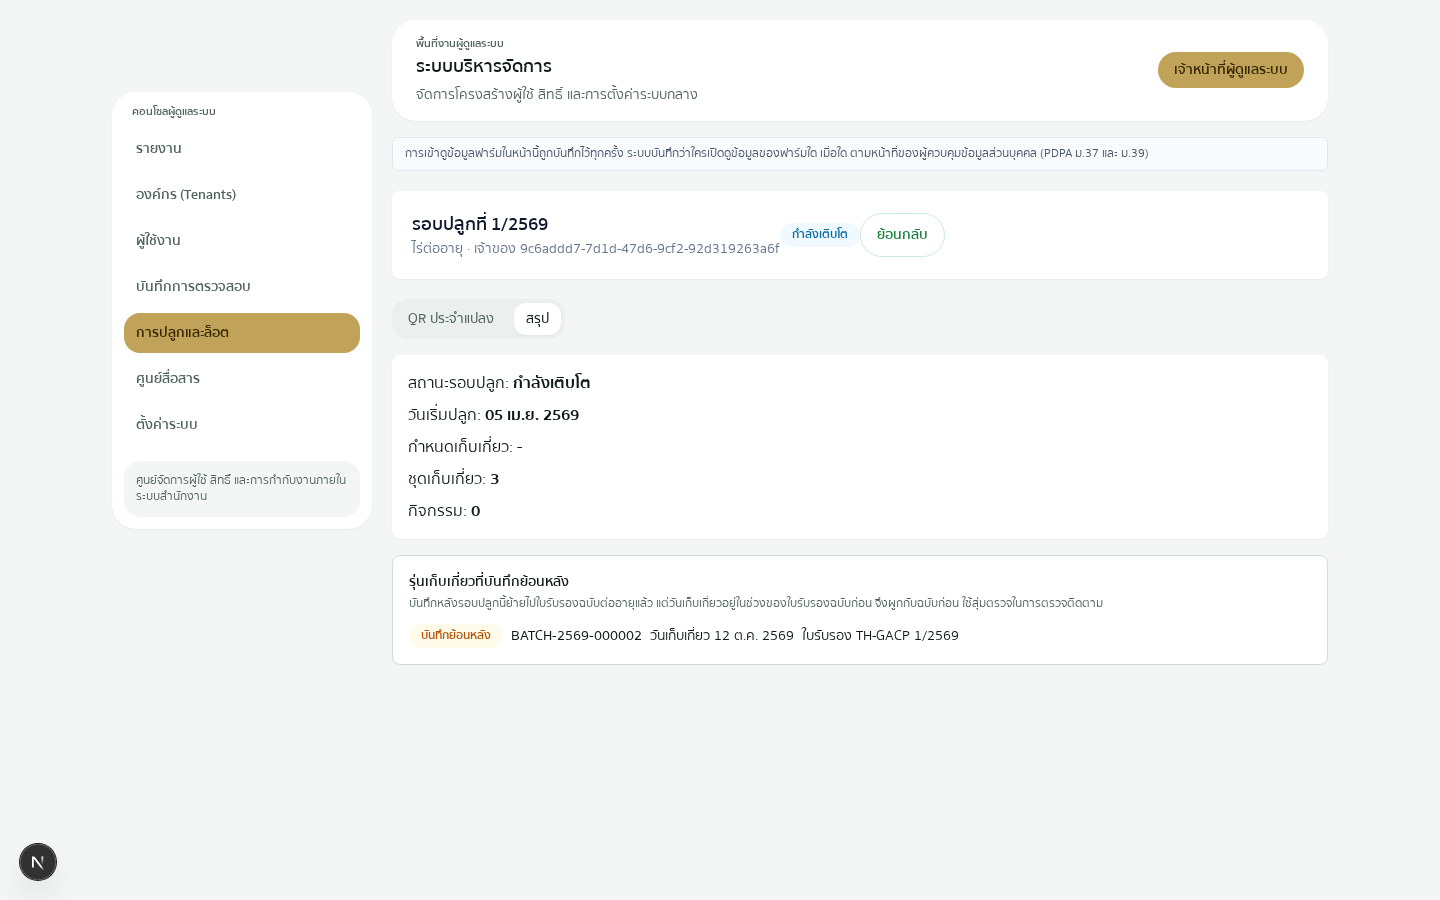 คอนโซลผู้ดูแลระบบ
รายงาน
องค์กร (Tenants)
ผู้ใช้งาน
บันทึกการตรวจสอบ
การปลูกและล็อต
ศูนย์สื่อสาร
ตั้งค่าระบบ
ศูนย์จัดการผู้ใช้ สิทธิ์ และการกำกับงานภายใน
ระบบสำนักงาน
พื้นที่งานผู้ดูแลระบบ
ระบบบริหารจัดการ
จัดการโครงสร้างผู้ใช้ สิทธิ์ และการตั้งค่าระบบกลาง
เจ้าหน้าที่ผู้ดูแลระบบ
การเข้าดูข้อมูลฟาร์มในหน้านี้ถูกบันทึกไว้ทุกครั้ง ระบบบันทึกว่าใครเปิดดูข้อมูลของฟาร์มใด เมื่อใด ตามหน้าที่ของผู้ควบคุมข้อมูลส่วนบุคคล (PDPA ม.37 และ ม.39)
รอบปลูกที่ 1/2569
ไร่ต่ออายุ · เจ้าของ 9c6addd7-7d1d-47d6-9cf2-92d319263a6f
กำลังเติบโต
ย้อนกลับ
QR ประจำแปลง
สรุป
สถานะรอบปลูก: กำลังเติบโต
วันเริ่มปลูก: 05 เม.ย. 2569
กำหนดเก็บเกี่ยว: -
ชุดเก็บเกี่ยว: 3
กิจกรรม: 0
รุ่นเก็บเกี่ยวที่บันทึกย้อนหลัง
บันทึกหลังรอบปลูกนี้ย้ายไปใบรับรองฉบับต่ออายุแล้ว แต่วันเก็บเกี่ยวอยู่ในช่วงของใบรับรองฉบับก่อน จึงผูกกับฉบับก่อน ใช้สุ่มตรวจในการตรวจติดตาม
บันทึกย้อนหลัง BATCH-2569-000002 วันเก็บเกี่ยว 12 ต.ค. 2569 ใบรับรอง TH-GACP 1/2569
N